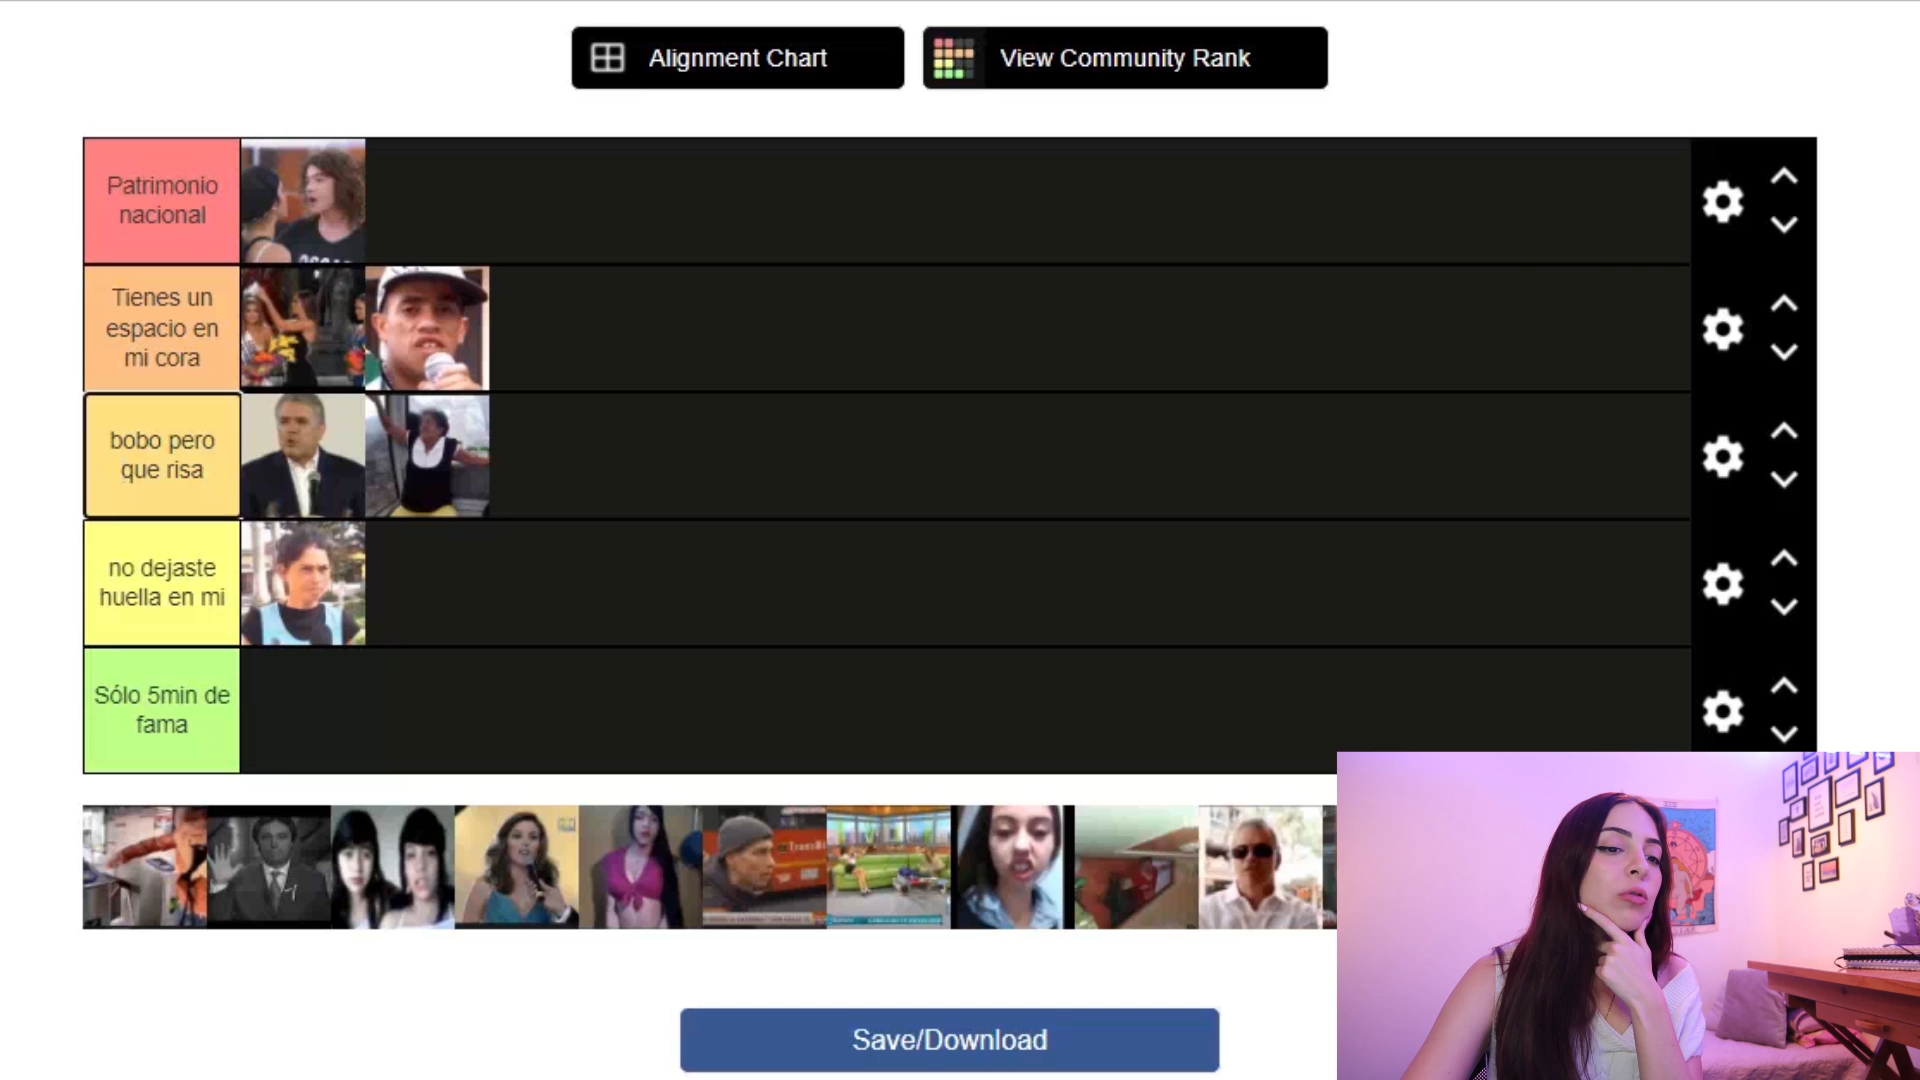 Alignment Chart
View Community Rank
Patrimonio
nacional
Tienes un
espacio en
mi cora
bobo pero
que risa
no dejaste
huella en mi
Sólo 5min de
fama
Save/Download